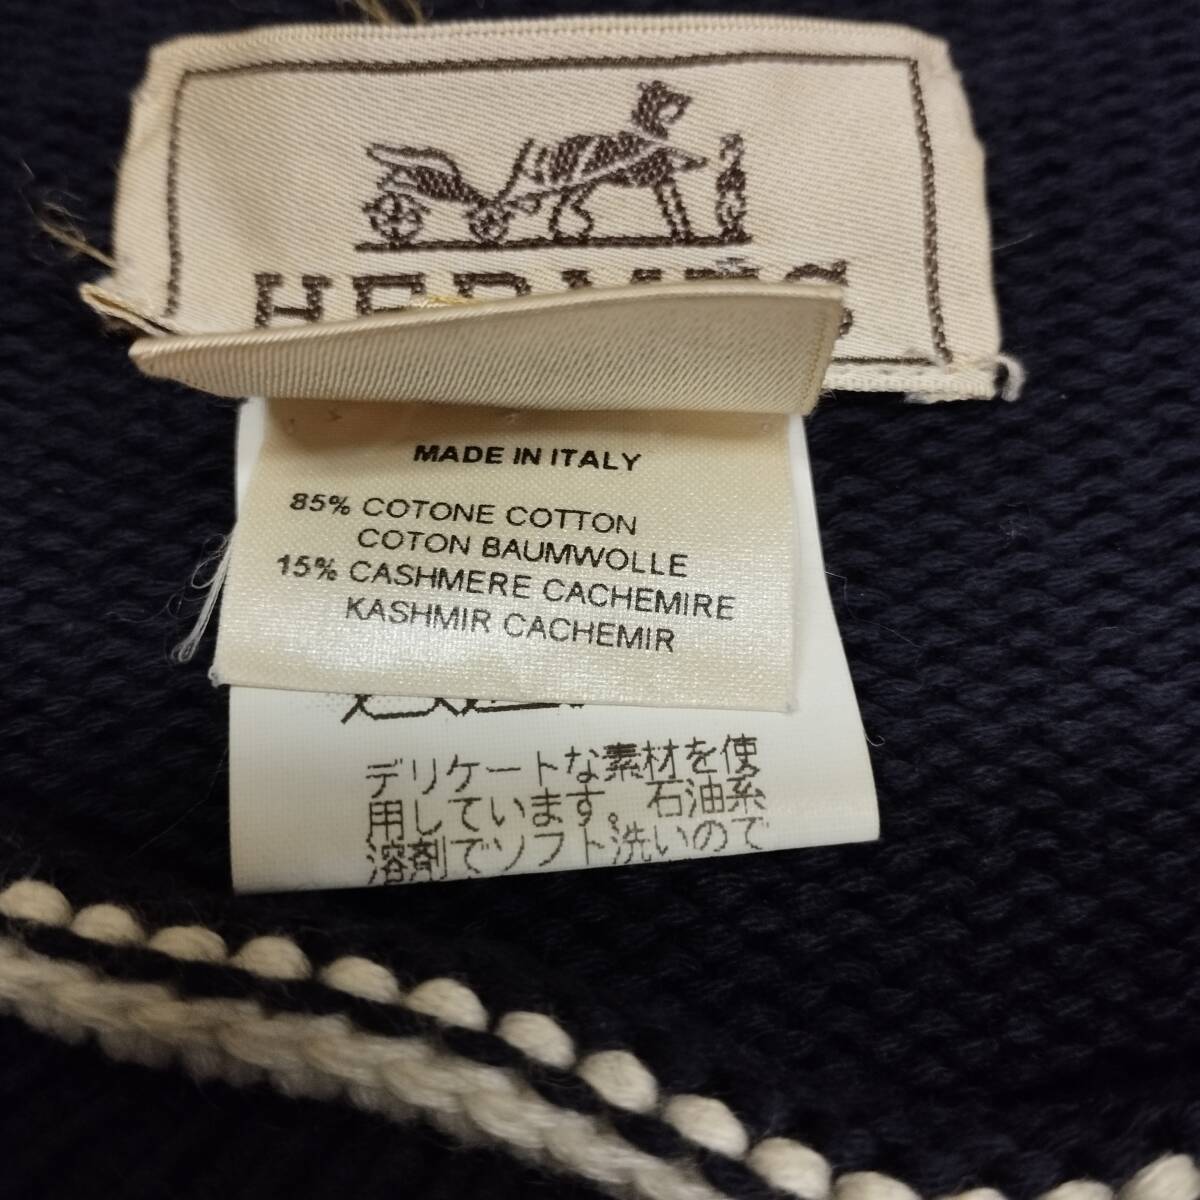 HERMES
MADE IN ITALY
85% COTONE COTTON
COTON BAUMWOLLE
15% CASHMERE CACHEMIRE
KASHMIR CACHEMIR
デリケートな素材を使
用しています。石油系
溶剤でソフト洗いので